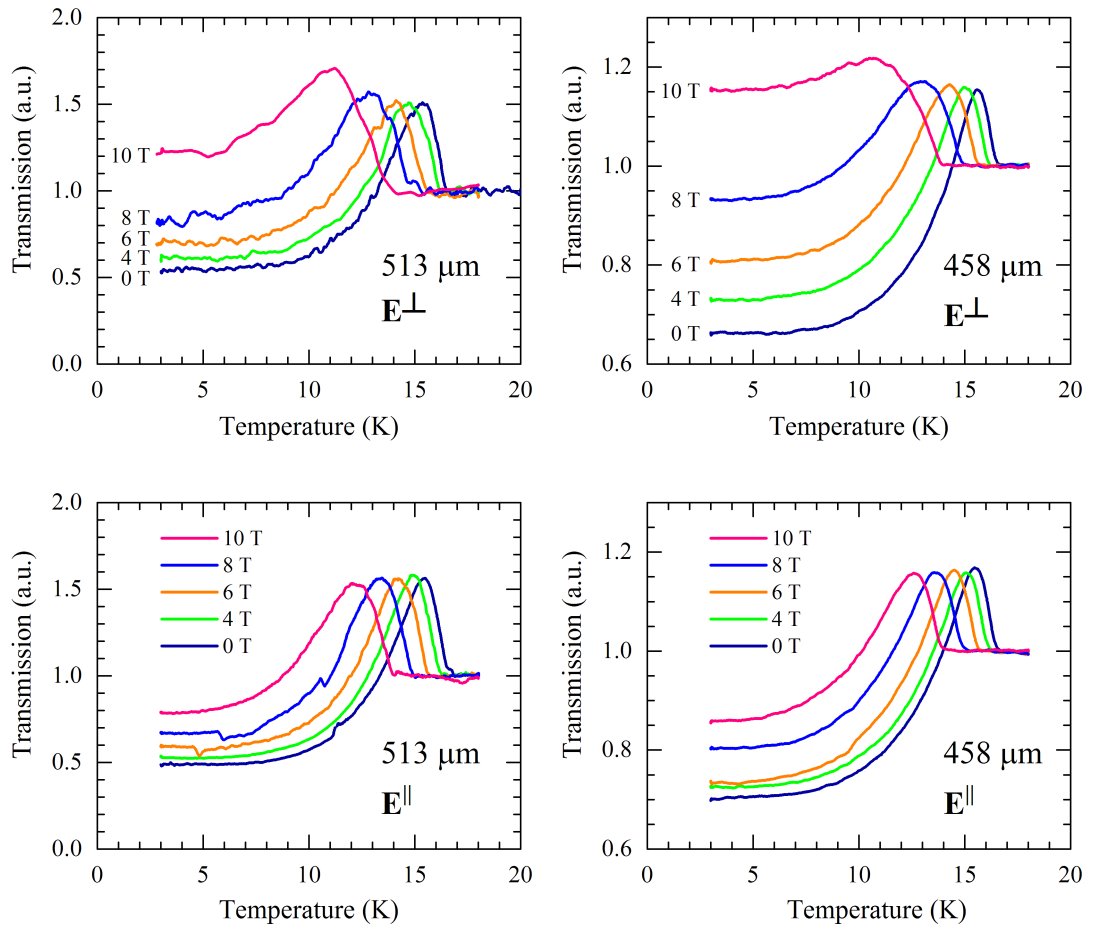 2.0
1.5
1.0
0.5
0.0
Transmission (a.u.)
10 T
8 T
6 T
4 T
0 T
513 μm
E⊥
0 5 10 15 20
Temperature (K)
1.2
1.0
0.8
0.6
Transmission (a.u.)
10 T
8 T
6 T
4 T
0 T
458 μm
E⊥
0 5 10 15 20
Temperature (K)
2.0
1.5
1.0
0.5
0.0
Transmission (a.u.)
10 T
8 T
6 T
4 T
0 T
513 μm
E∥
0 5 10 15 20
Temperature (K)
1.2
1.0
0.8
0.6
Transmission (a.u.)
10 T
8 T
6 T
4 T
0 T
458 μm
E∥
0 5 10 15 20
Temperature (K)